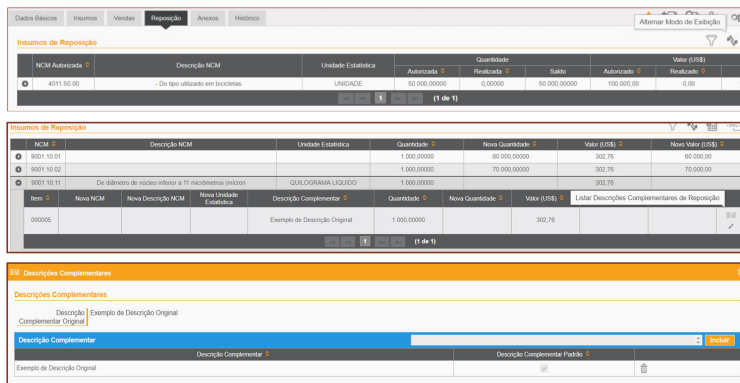 Dados Básicos Insumos Vendas Reposição Anexos Histórico
Alternar Modo de Exibição
Insumos de Reposição
NCM Autorizada Descrição NCM Unidade Estatística Quantidade Valor (US$)
Autorizada Realizada Saldo Autorizado Realizado
4011.50.00 - Do tipo utilizado em bicicletas UNIDADE 50.000,00000 0,00000 50.000,00000 100.000,00 0,00
1 (1 de 1)
Insumos de Reposição
NCM Descrição NCM Unidade Estatística Quantidade Nova Quantidade Valor (US$) Novo Valor (US$)
9001.10.01 1.000,00000 60.000,00000 302,76 60.000,00
9001.10.02 1.000,00000 70.000,00000 302,76 70.000,00
9001.10.11 De diâmetro de núcleo inferior a 11 micrômetros (micron QUILOGRAMA LIQUIDO 1.000,00000 302,76
Item Nova NCM Nova Descrição NCM Nova Unidade Estatística Descrição Complementar Quantidade Nova Quantidade Valor (US$) Listar Descrições Complementares de Reposição
000005 Exemplo de Descrição Original 1.000,00000 302,76
1 (1 de 1)
Descrições Complementares
Descrições Complementares
Descrição Complementar Original Exemplo de Descrição Original
Descrição Complementar Incluir
Descrição Complementar Descrição Complementar Padrão
Exemplo de Descrição Original